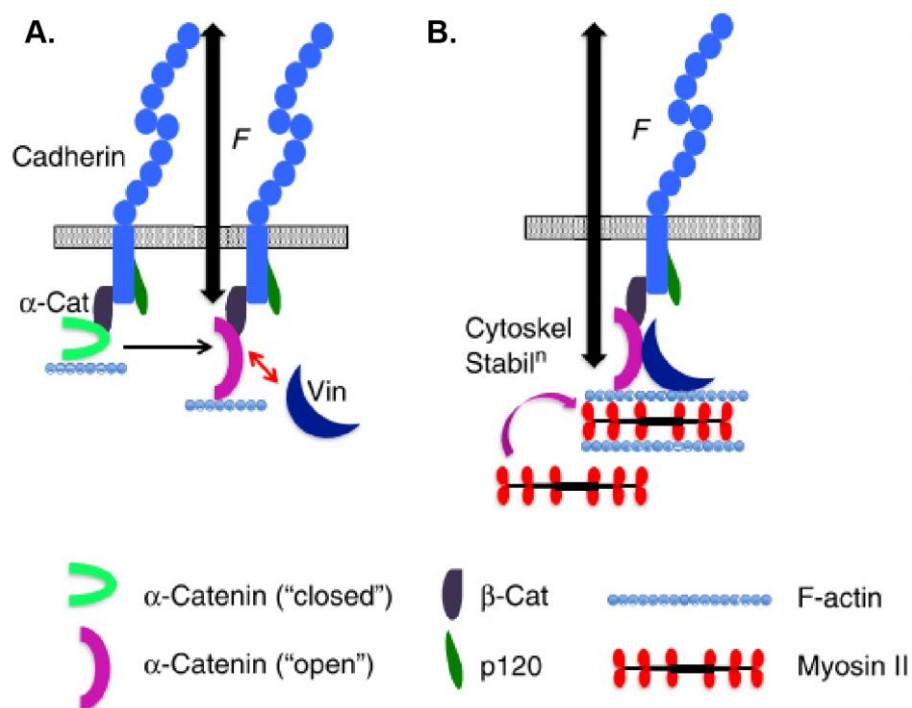 A.
B.
F
F
Cadherin
α-Cat
Vin
Cytoskel
Stabilⁿ
α-Catenin ("closed")
β-Cat
F-actin
α-Catenin ("open")
p120
Myosin II